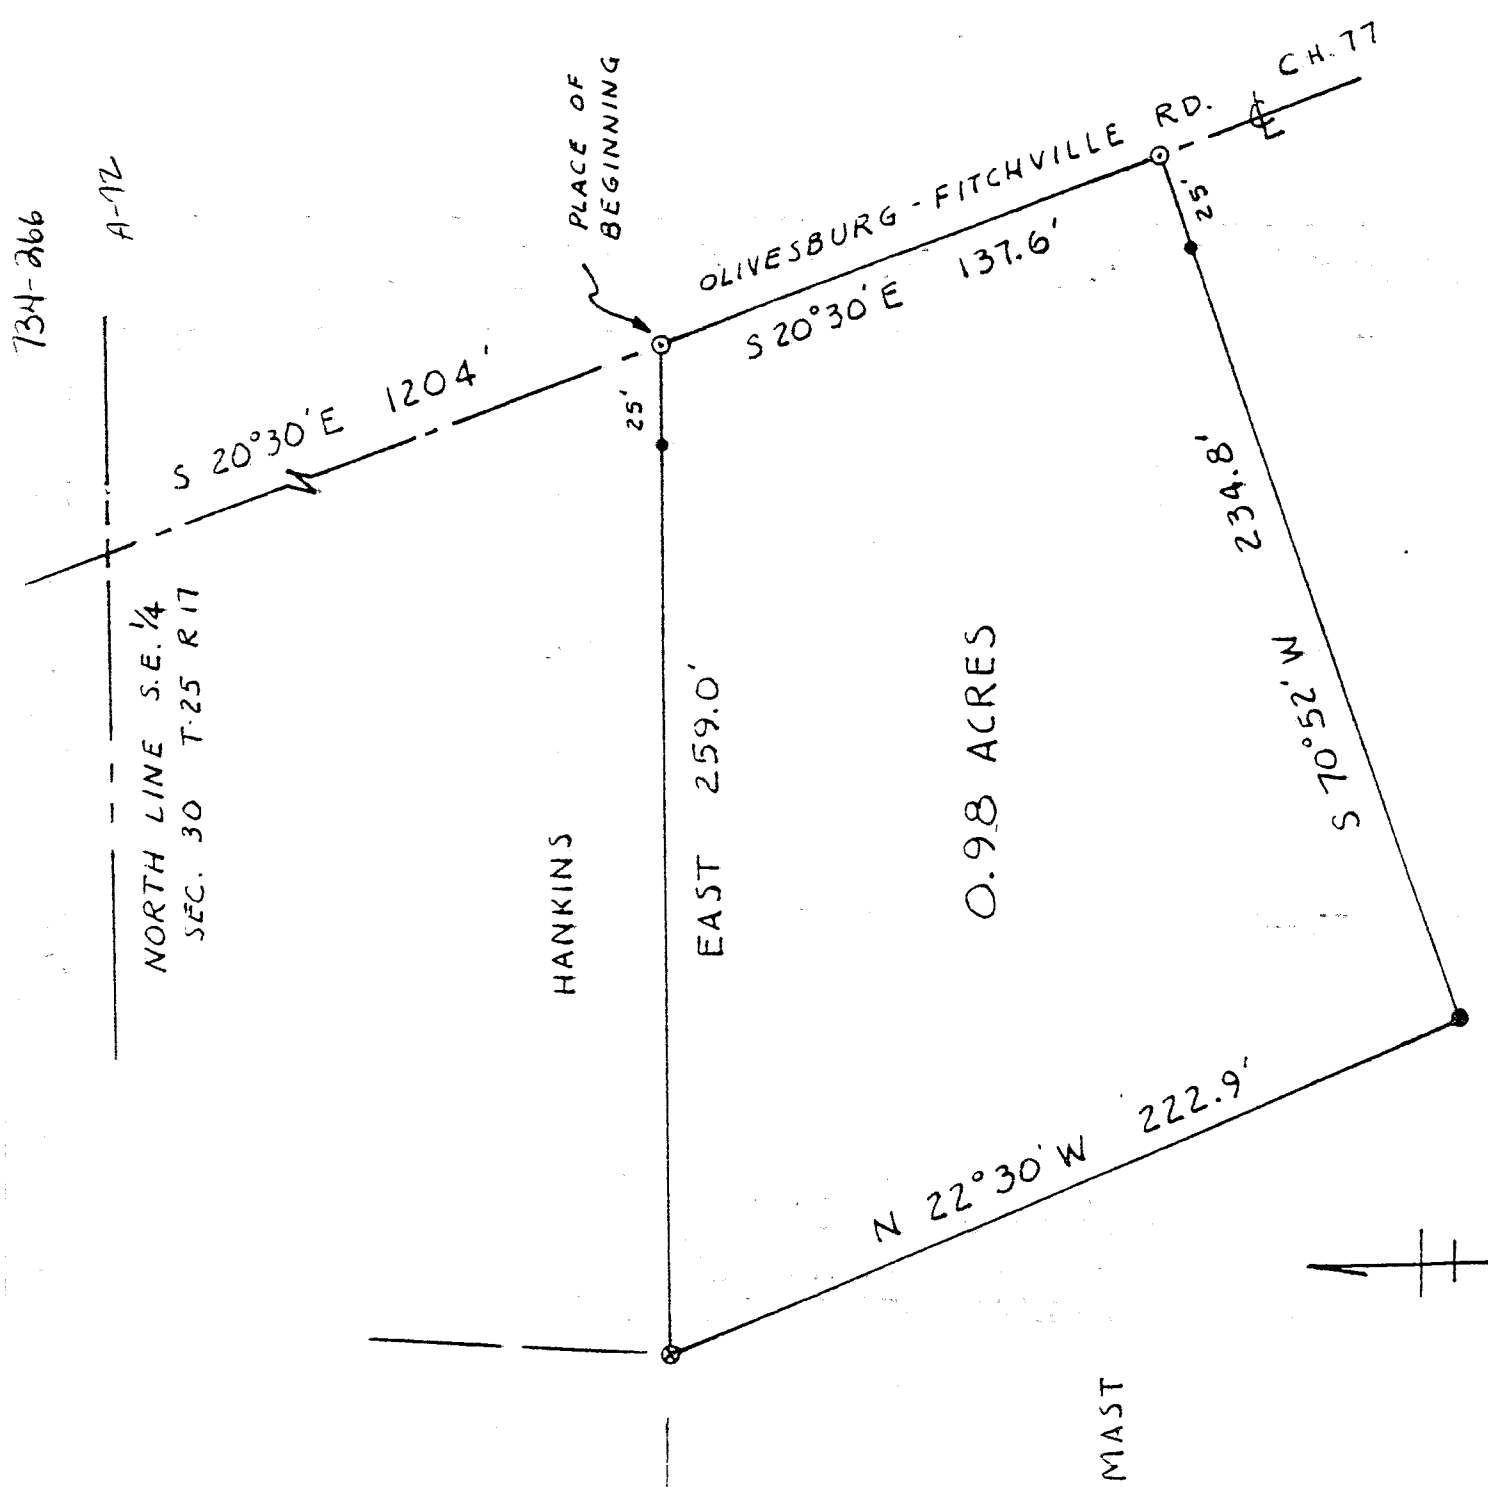 734-266
A-72
NORTH LINE S.E. 1/4
SEC. 30 T-25 R 17
S 20°30' E 1204'
PLACE OF
BEGINNING
HANKINS
25'
EAST 259.0'
OLIVESBURG - FITCHVILLE RD.
C.H. 77
℄
S 20°30' E 137.6'
0.98 ACRES
25'
234.8'
S 70°52' W
N 22°30' W 222.9'
MAST